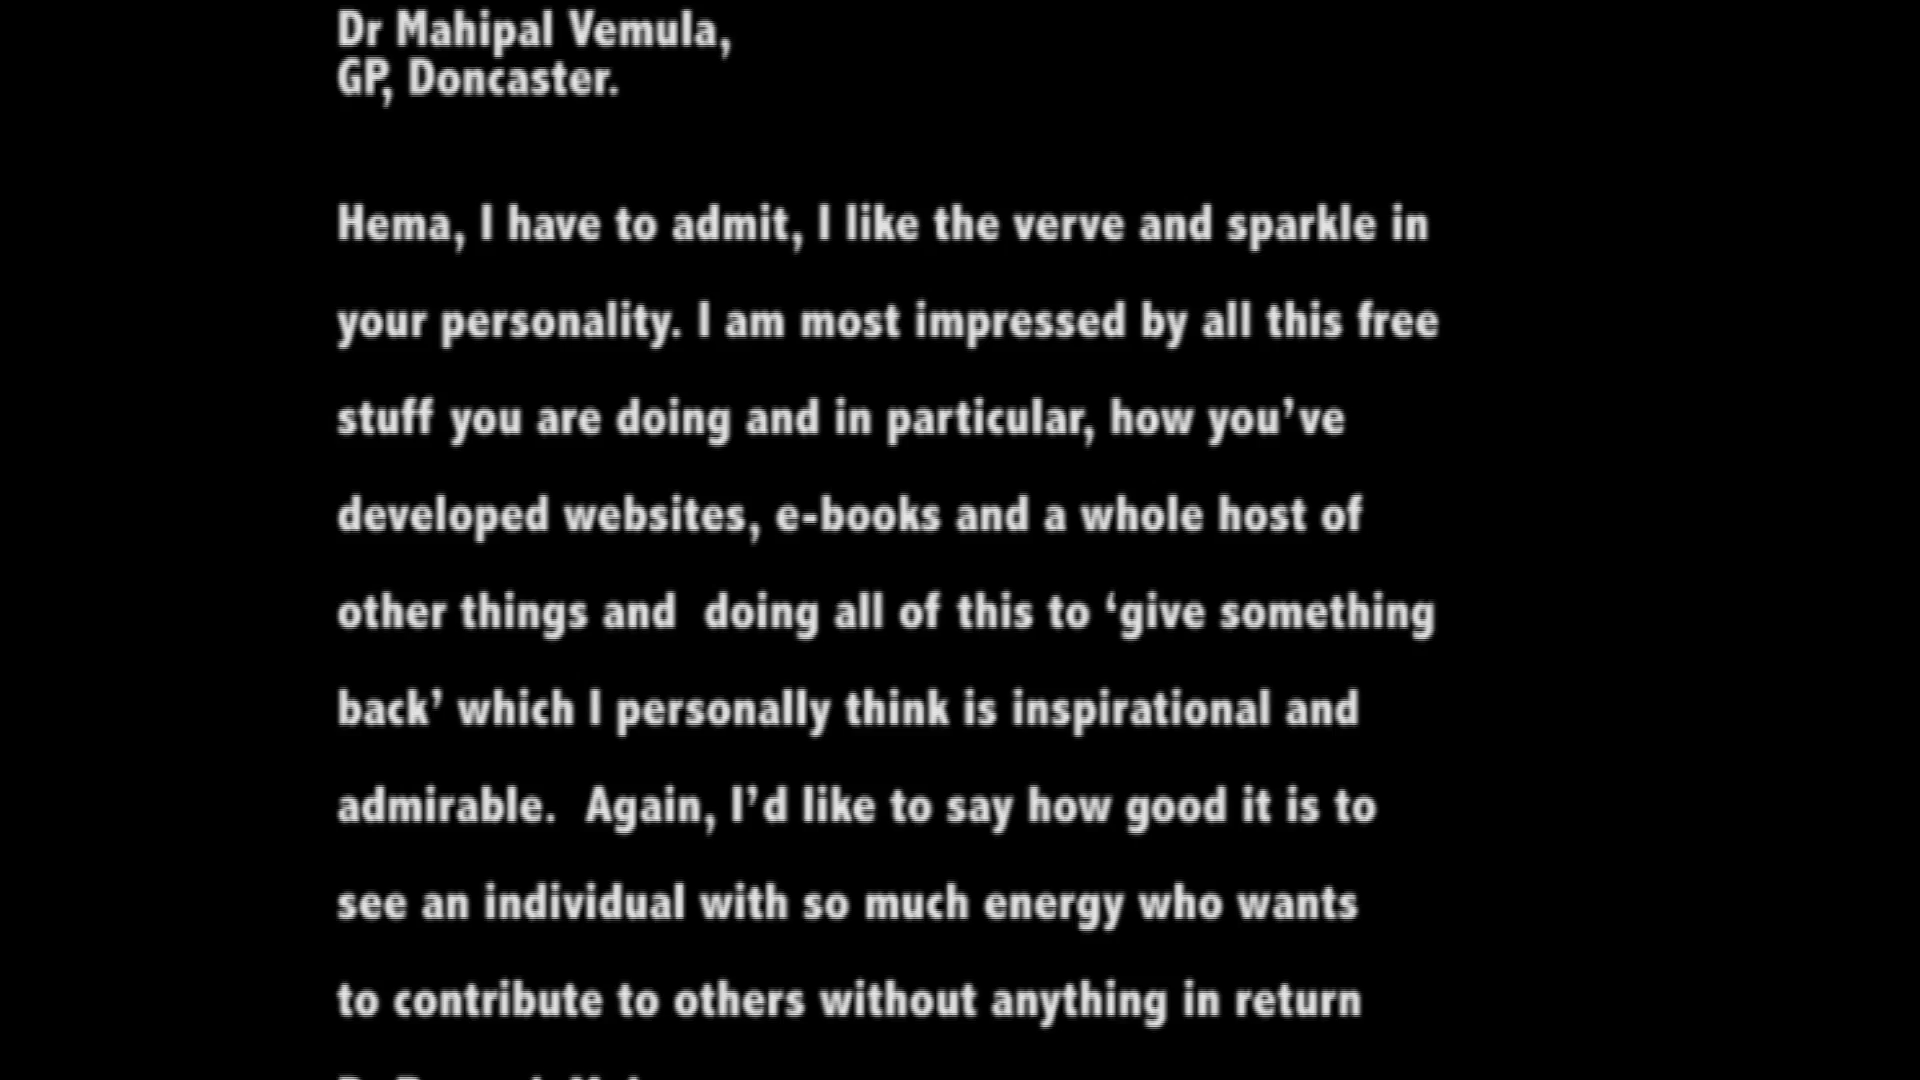 Dr Mahipal Vemula,
GP, Doncaster.
Hema, I have to admit, I like the verve and sparkle in
your personality. I am most impressed by all this free
stuff you are doing and in particular, how you’ve
developed websites, e-books and a whole host of
other things and  doing all of this to ‘give something
back’ which I personally think is inspirational and
admirable.  Again, I’d like to say how good it is to
see an individual with so much energy who wants
to contribute to others without anything in return